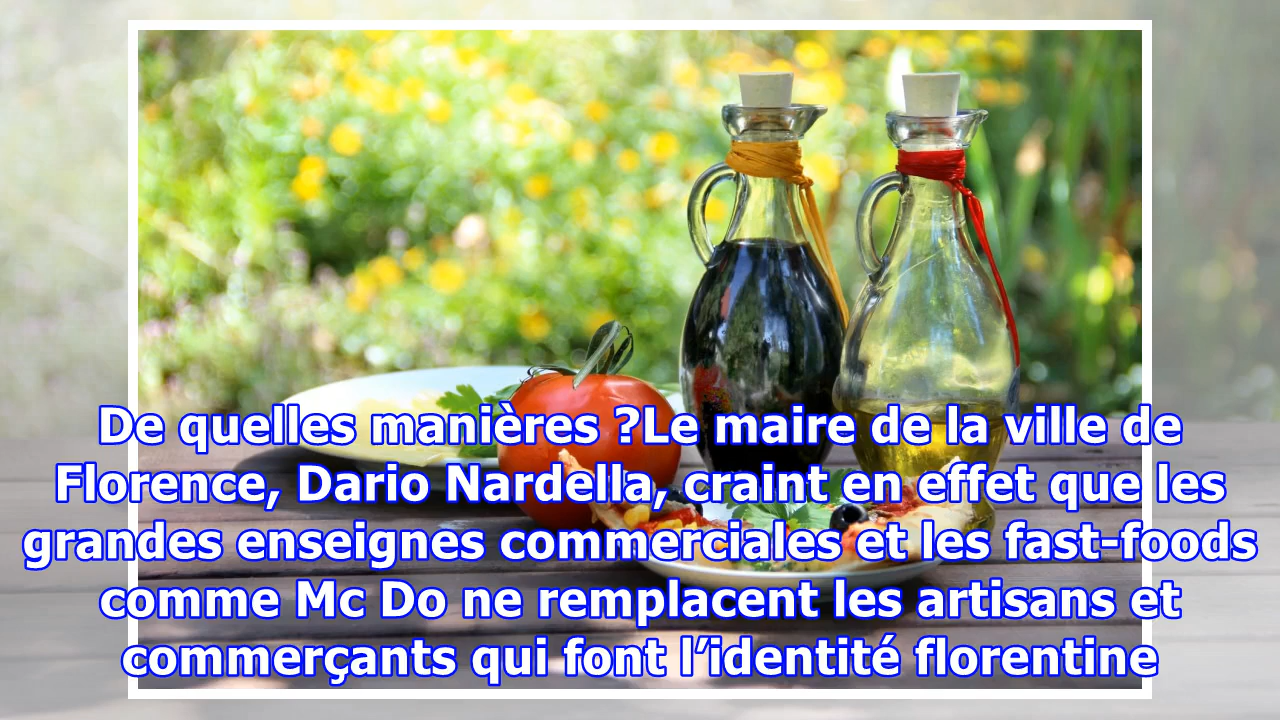 De quelles manières ?Le maire de la ville de
Florence, Dario Nardella, craint en effet que les
grandes enseignes commerciales et les fast-foods
comme Mc Do ne remplacent les artisans et
commerçants qui font l’identité florentine